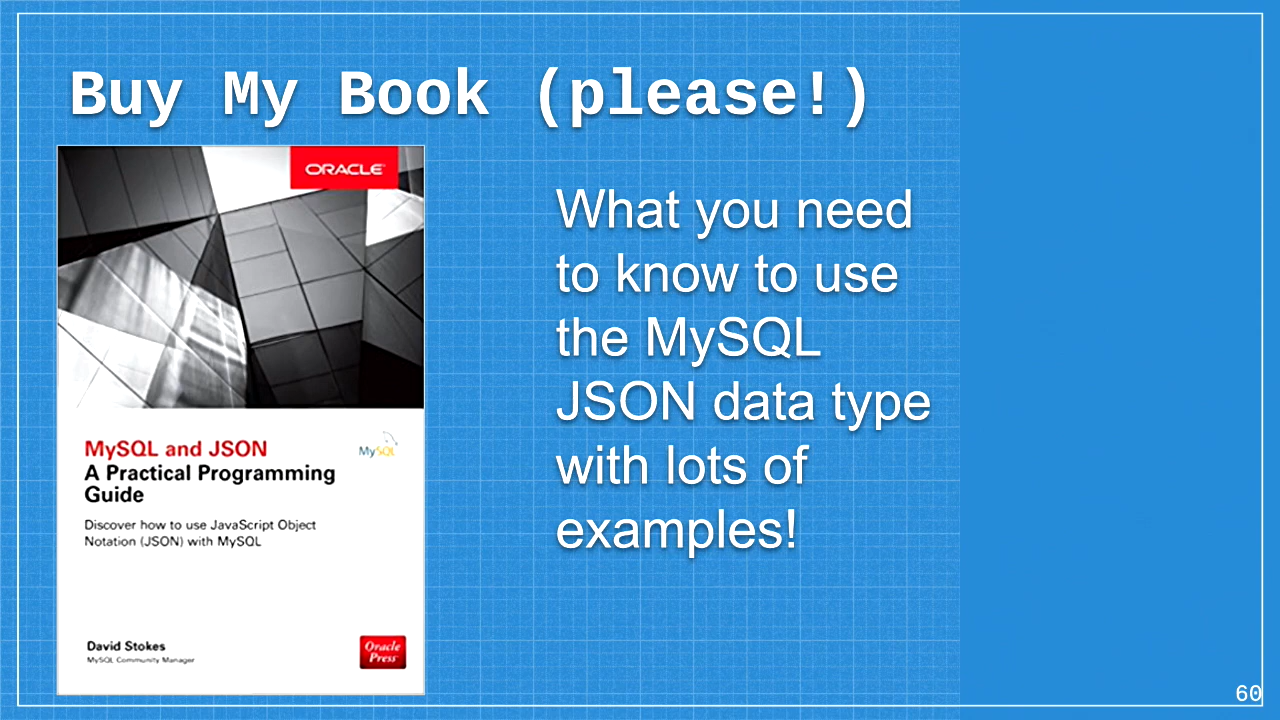 Buy My Book (please!)
ORACLE
MySQL and JSON
A Practical Programming
Guide
MySQL
Discover how to use JavaScript Object
Notation (JSON) with MySQL
David Stokes
MySQL Community Manager
Oracle
Press
What you need
to know to use
the MySQL
JSON data type
with lots of
examples!
60